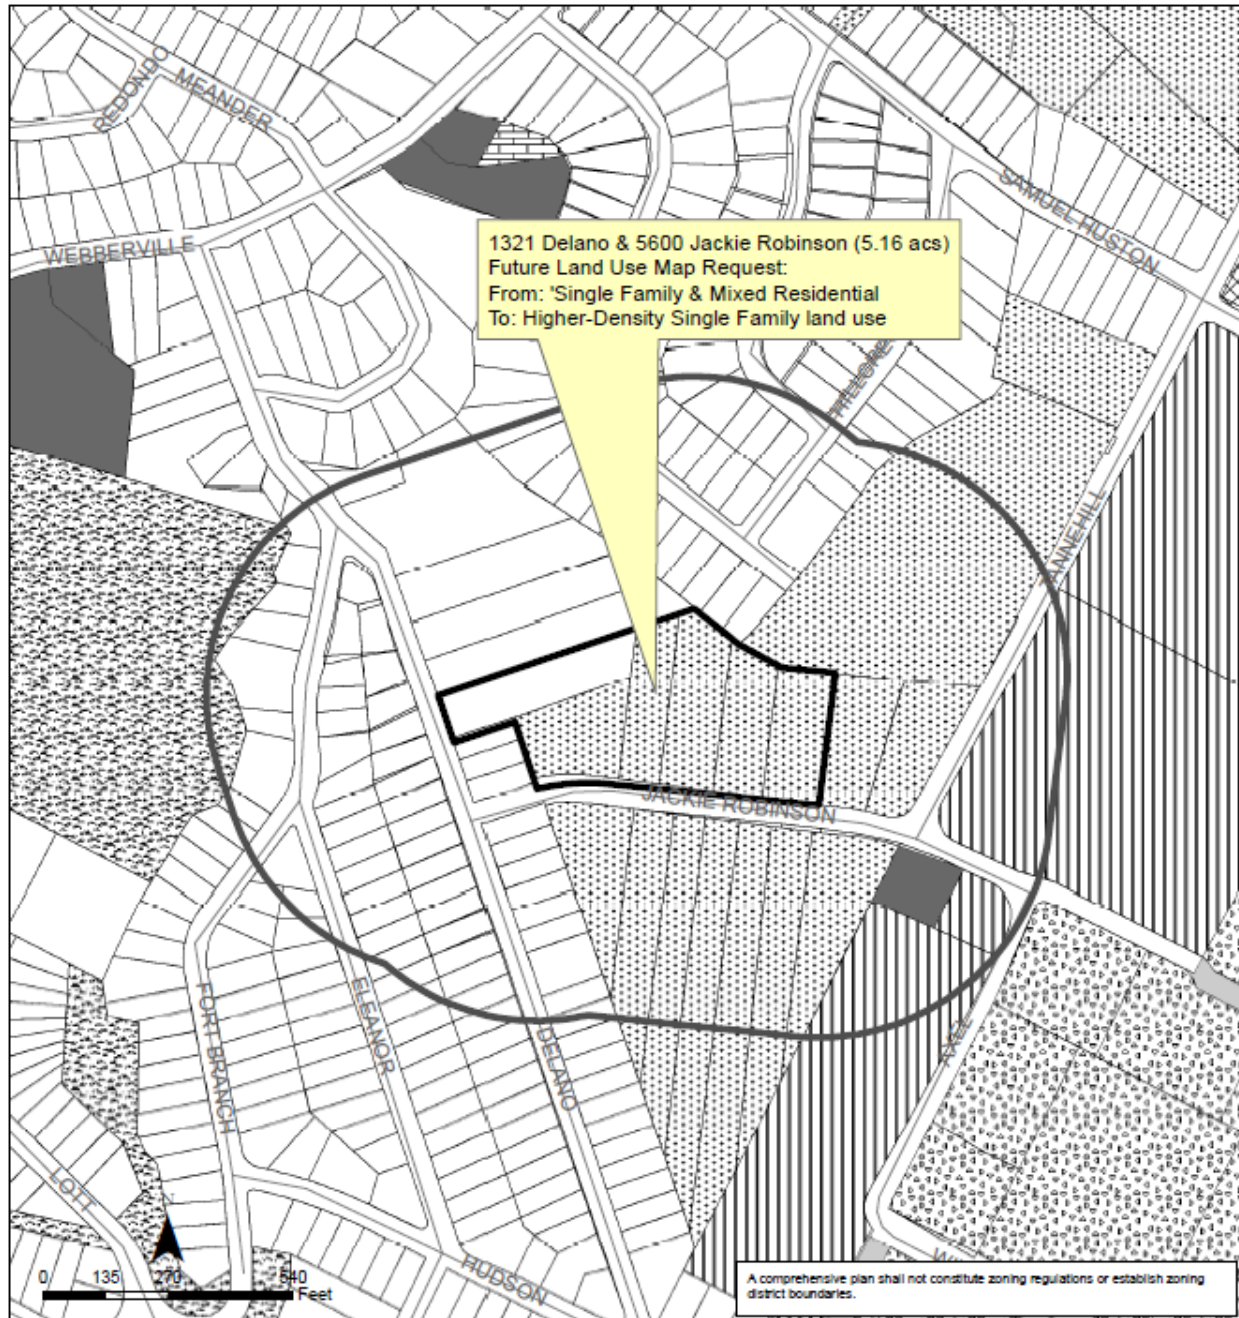 REDONDO
MEANDER
SAMUEL HUSTON
WEBBERVILLE
1321 Delano & 5600 Jackie Robinson (5.16 acs)
Future Land Use Map Request:
From: 'Single Family & Mixed Residential
To: Higher-Density Single Family land use
TANNEHILL
JACKIE ROBINSON
FORT BRANCH
ELEANOR
DELANO
AXEL
LOTT
N
HUDSON
0 135 270 540
Feet
A comprehensive plan shall not constitute zoning regulations or establish zoning
district boundaries.